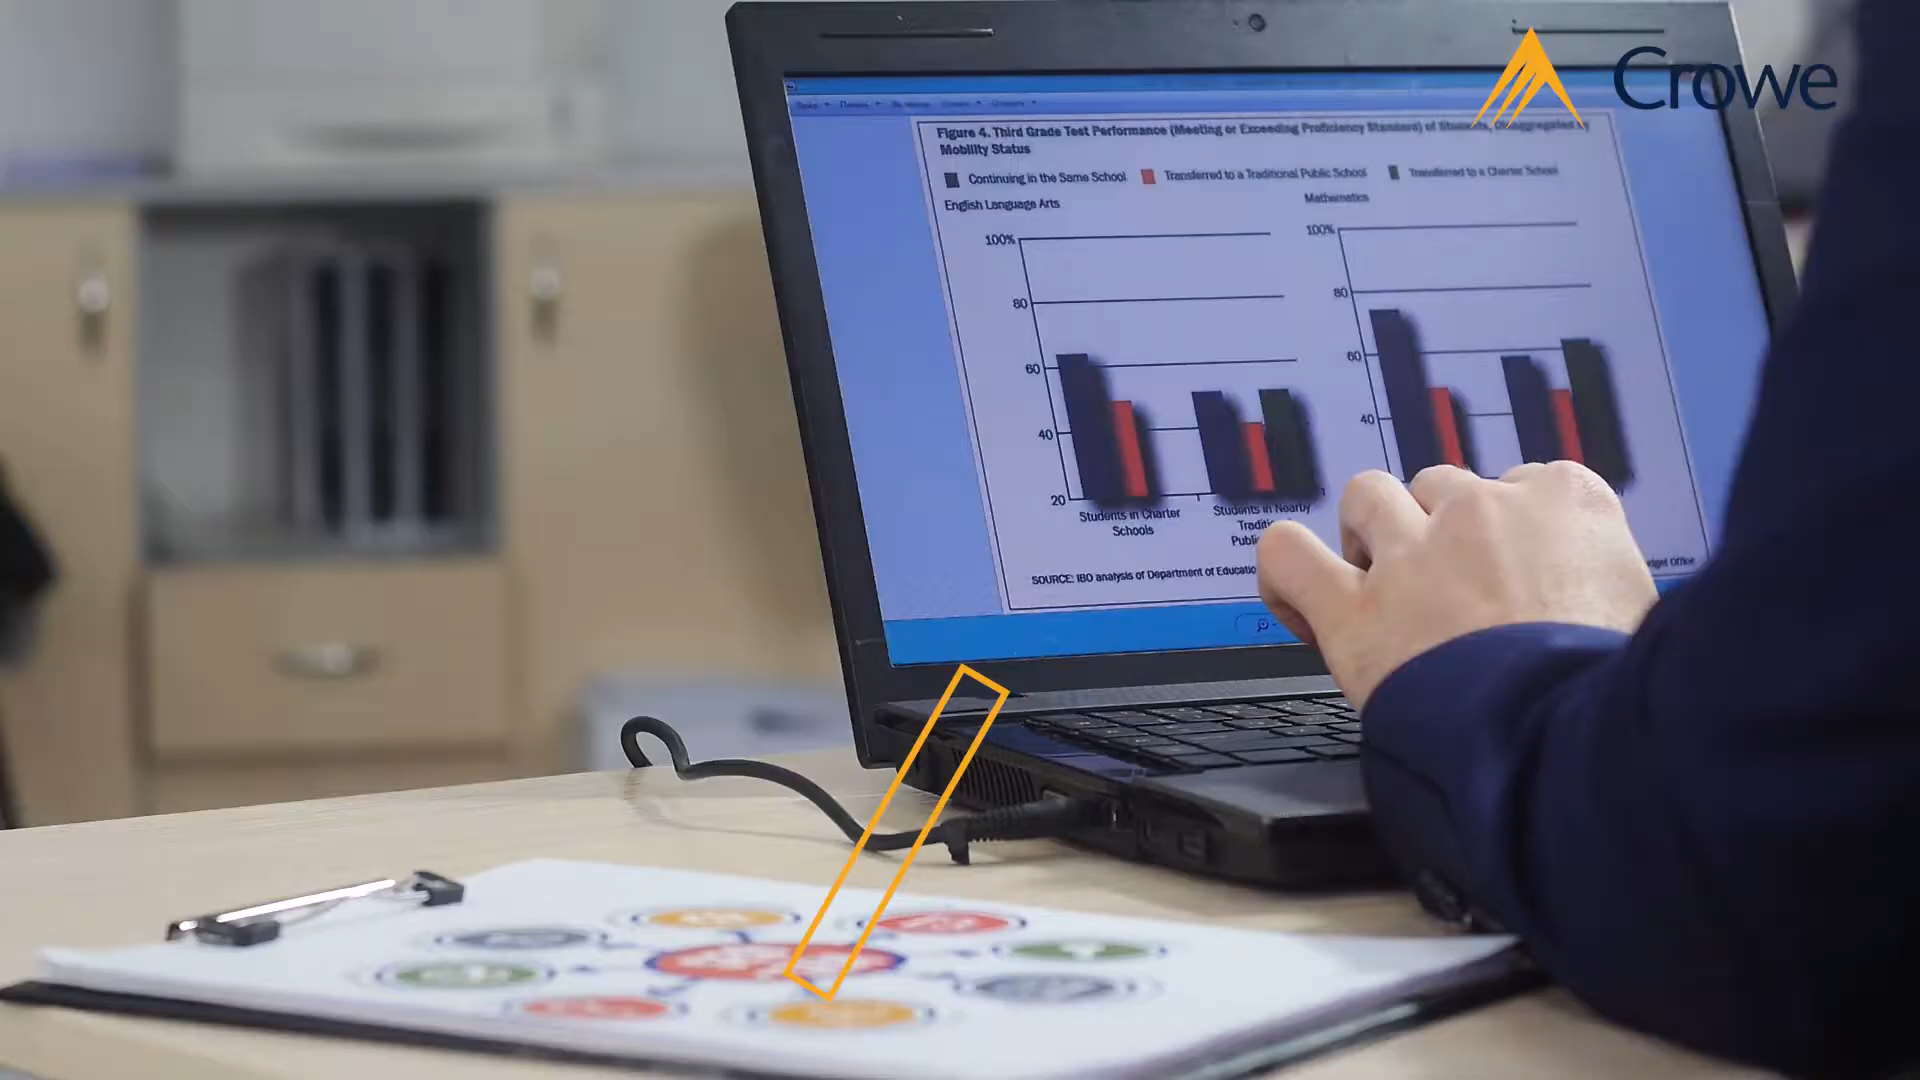 Crowe
Figure 4. Third Grade Test Performance (Meeting or Exceeding Proficiency Standard) of Students, Disaggregated by
Mobility Status
Continuing in the Same School
Transferred to a Traditional Public School
Transferred to a Charter School
English Language Arts
100%
80
60
40
20
Students in Charter
Schools
Students in Nearby
Mathematics
100%
80
60
40
SOURCE: IBO analysis of Department of
Office